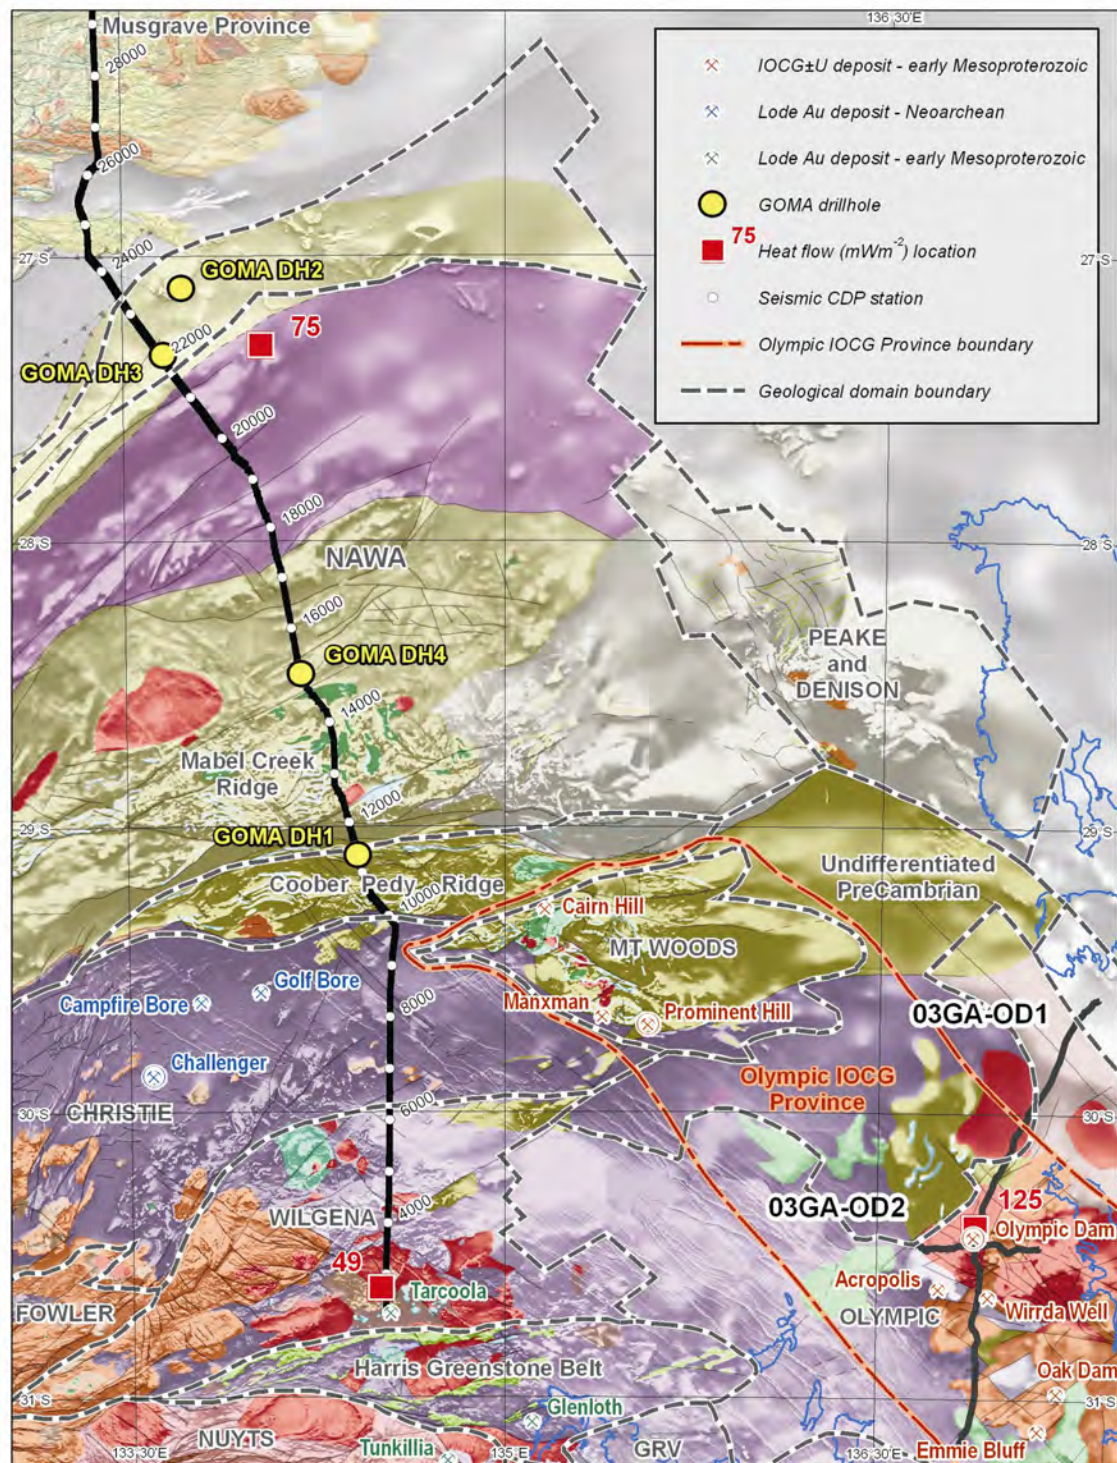 136°30'E
Musgrave Province
28000
IOCG±U deposit - early Mesoproterozoic
Lode Au deposit - Neoarchean
26000
Lode Au deposit - early Mesoproterozoic
GOMA drillhole
75
Heat flow (mWm⁻²) location
27°S
24000
27°S
GOMA DH2
Seismic CDP station
75
22000
Olympic IOCG Province boundary
GOMA DH3
Geological domain boundary
20000
18000
28°S
NAWA
28°S
16000
PEAKE
and
DENISON
GOMA DH4
14000
Mabel Creek
Ridge
12000
29°S
GOMA DH1
29°S
Undifferentiated
PreCambrian
Coober Pedy Ridge
10000
Cairn Hill
MT WOODS
Golf Bore
Campfire Bore
8000
Manxman
Prominent Hill
03GA-OD1
Challenger
Olympic IOCG
Province
CHRISTIE
30°S
6000
30°S
03GA-OD2
125
WILGENA
4000
Olympic Dam
49
Tarcoola
Acropolis
FOWLER
OLYMPIC
Wirrda Well
Harris Greenstone Belt
Oak Dam
31°S
31°S
Glenloth
NUYTS
Tunkillia
GRV
Emmie Bluff
133°30'E
135°E
136°30'E